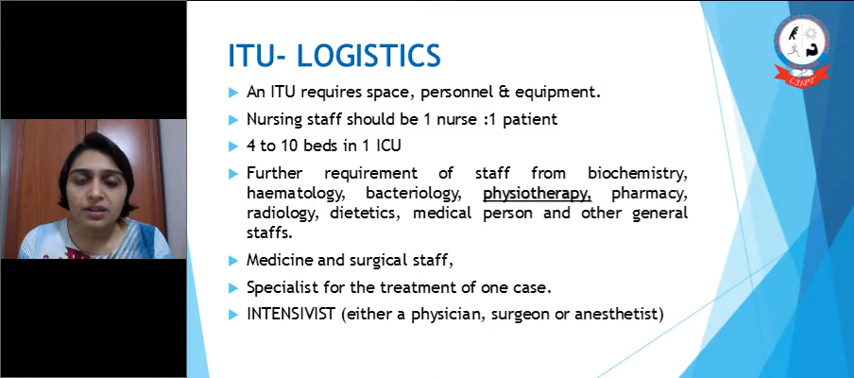 ITU- LOGISTICS
An ITU requires space, personnel & equipment.
Nursing staff should be 1 nurse :1 patient
4 to 10 beds in 1 ICU
Further requirement of staff from biochemistry,
haematology, bacteriology, physiotherapy, pharmacy,
radiology, dietetics, medical person and other general
staffs.
Medicine and surgical staff,
Specialist for the treatment of one case.
INTENSIVIST (either a physician, surgeon or anesthetist)